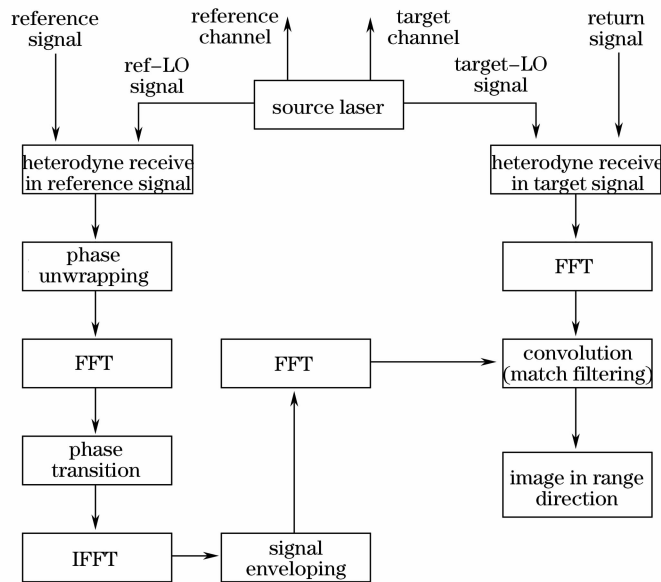 reference
signal
reference
channel
target
channel
return
signal
ref-LO
signal
target-LO
signal
source laser
heterodyne receive
in reference signal
heterodyne receive
in target signal
phase
unwrapping
FFT
FFT
FFT
convolution
(match filtering)
phase
transition
image in range
direction
IFFT
signal
enveloping